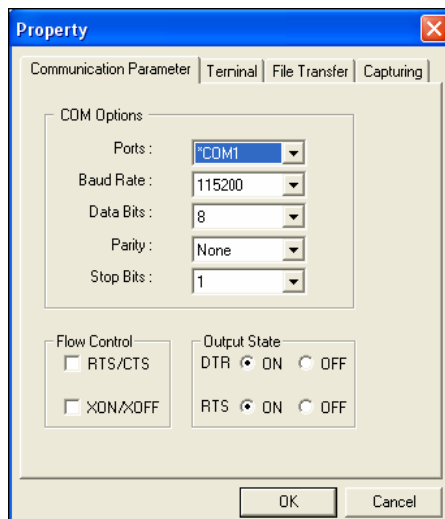 Property
Communication Parameter Terninal File Transfer Capturing
COM Options
Ports : *COM1
Baud Rate : 115200
Data Bits : 8
Parity : None
Stop Bits : 1
Flow Control Output State
RTS/CTS DTR ON OFF
XON/XOFF RTS ON OFF
OK Cancel